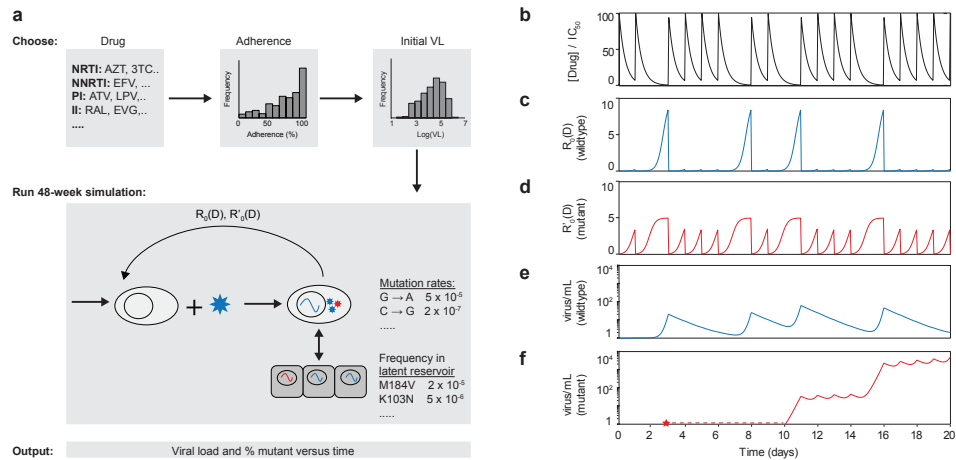 a
Choose:
Drug
Adherence
Initial VL
NRTI: AZT, 3TC..
NNRTI: EFV, ...
PI: ATV, LPV,..
II: RAL, EVG,..
....
Frequency
0 50 100
Adherence (%)
Frequency
1 3 5 7
Log(VL)
Run 48-week simulation:
R₀(D), R'₀(D)
+
Mutation rates:
G → A 5 x 10⁻⁵
C → G 2 x 10⁻⁷
.....
Frequency in
latent reservoir
M184V 2 x 10⁻⁵
K103N 5 x 10⁻⁶
.....
Output:
Viral load and % mutant versus time
b
[Drug] / IC₅₀
100
50
0
c
R₀(D)
(wildtype)
10
5
0
d
R'₀(D)
(mutant)
10
5
0
e
virus/mL
(wildtype)
10⁴
10²
1
f
virus/mL
(mutant)
10⁴
10²
1
0 2 4 6 8 10 12 14 16 18 20
Time (days)